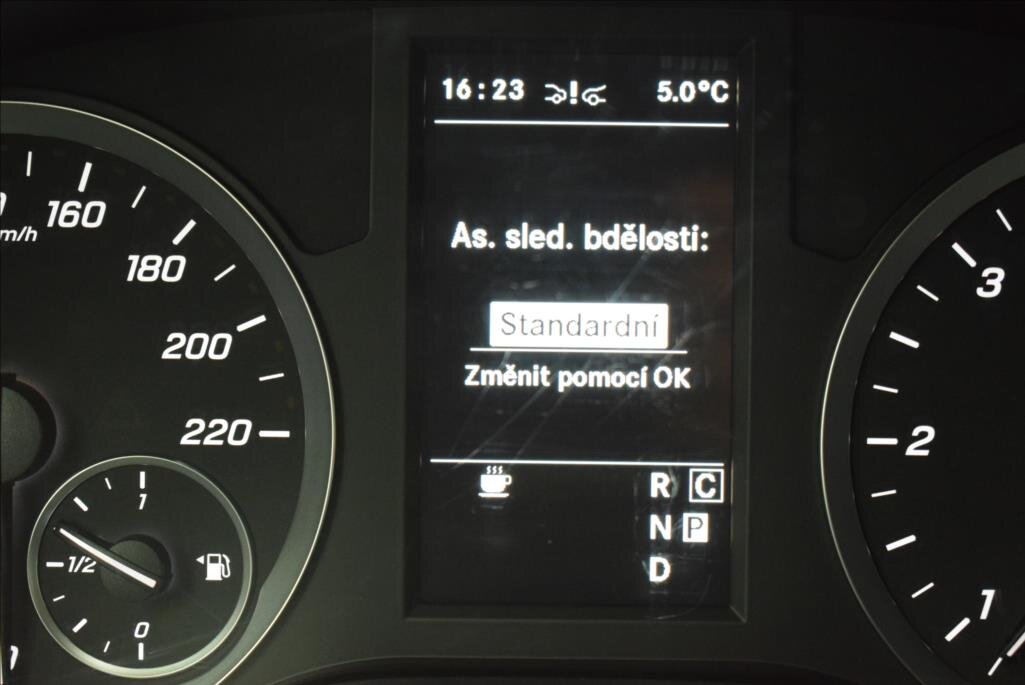 16:23 5.0°C
As. sled. bdělosti:
Standardní
Změnit pomocí OK
R C
N P
D
160
180
200
220
m/h
1
1/2
0
3
2
1